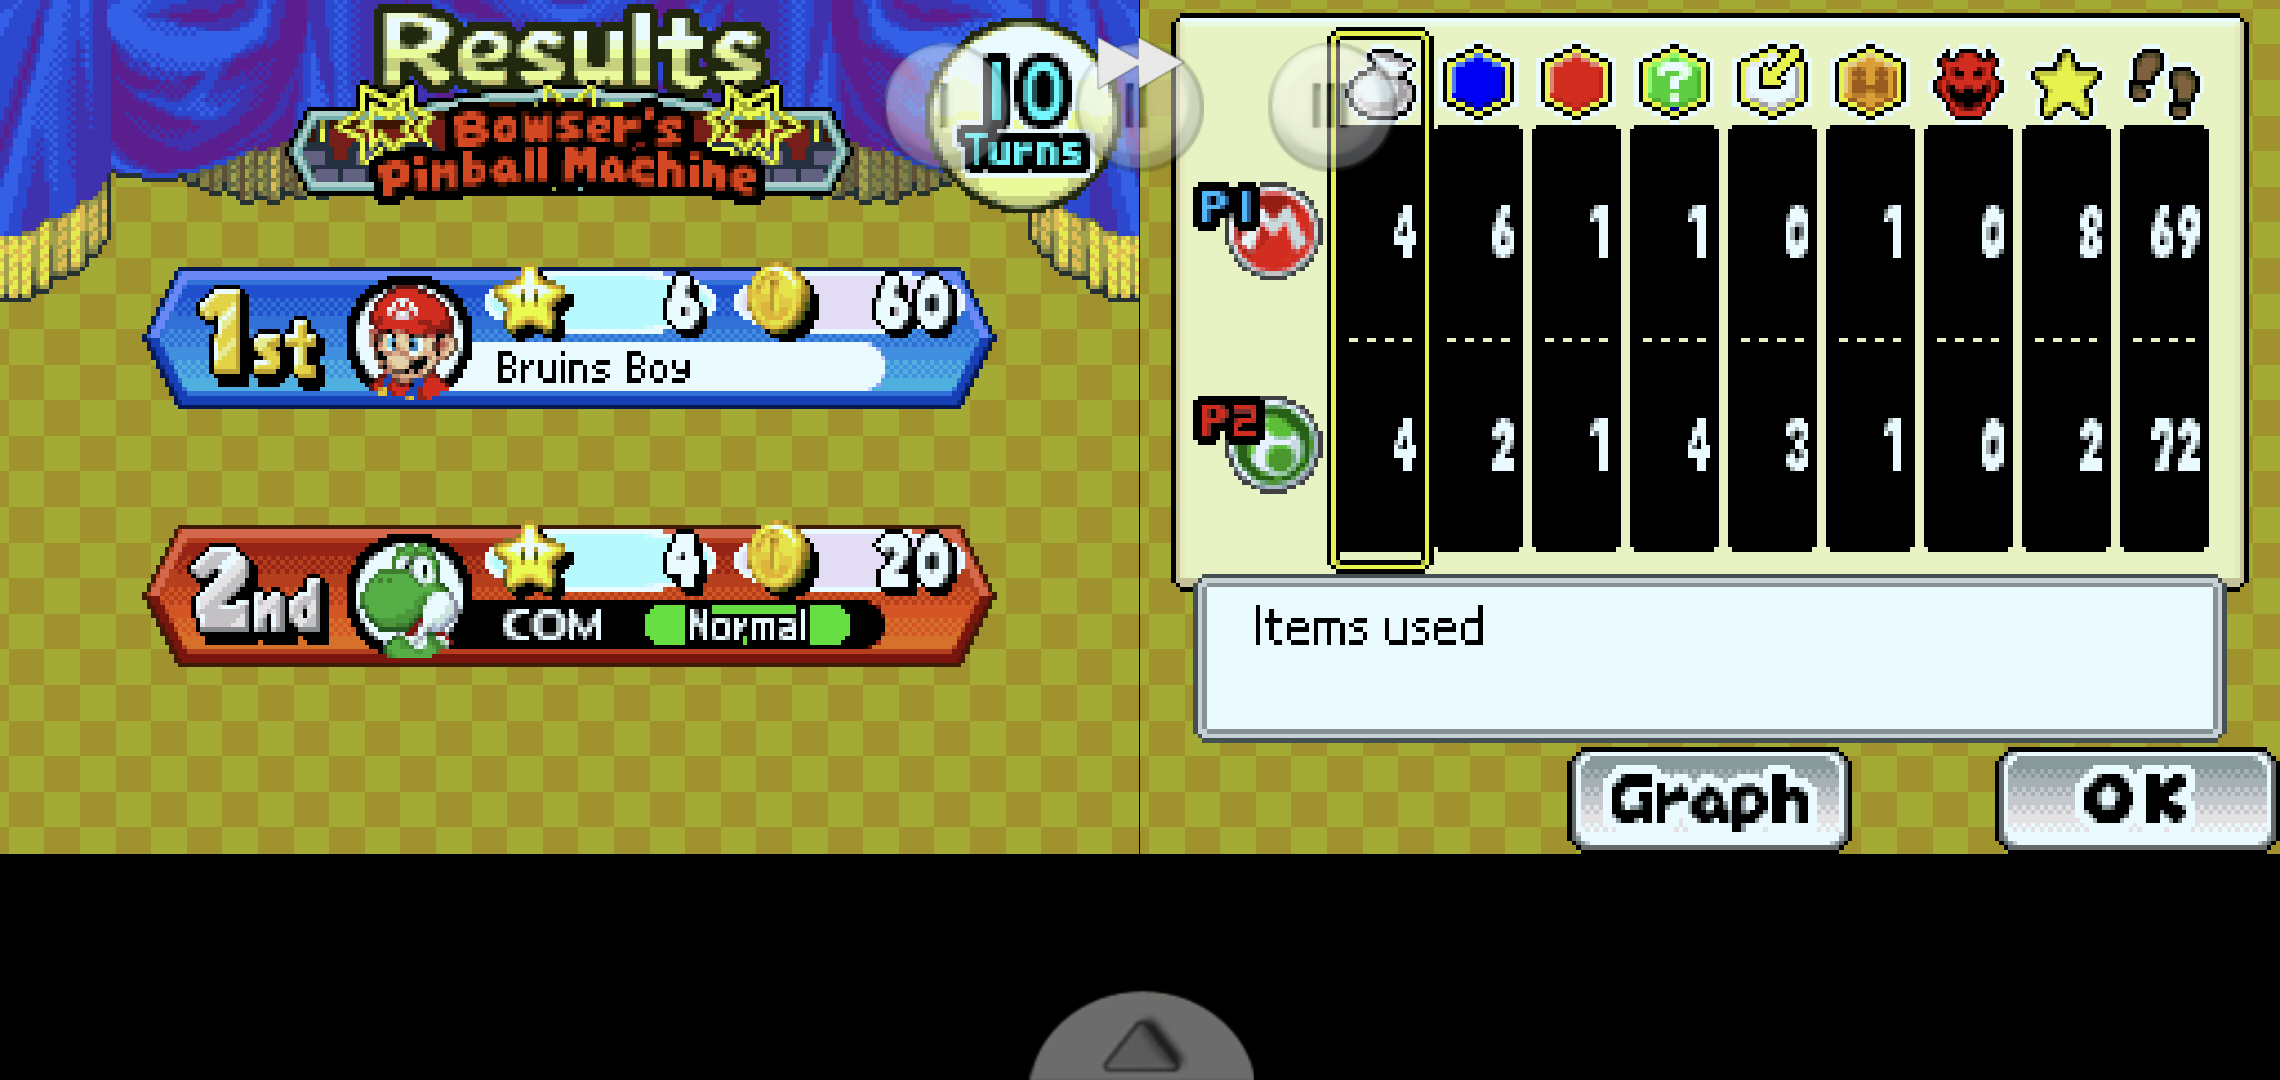 Results
Bowser's
Pinball Machine
10
Turns
1st
6
60
Bruins Boy
2nd
4
20
COM
Normal
?
P1
4 6 1 1 0 1 0 8 69
P2
4 2 1 4 3 1 0 2 72
Items used
Graph
OK